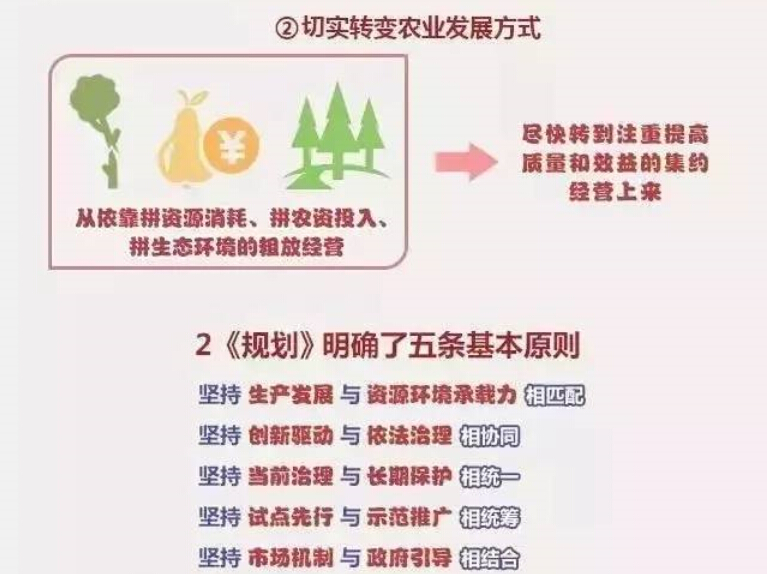 ②切实转变农业发展方式
¥
从依靠拼资源消耗、拼农资投入、
拼生态环境的粗放经营
尽快转到注重提高
质量和效益的集约
经营上来
2《规划》明确了五条基本原则
坚持 生产发展 与 资源环境承载力 相匹配
坚持 创新驱动 与 依法治理 相协同
坚持 当前治理 与 长期保护 相统一
坚持 试点先行 与 示范推广 相统筹
坚持 市场机制 与 政府引导 相结合